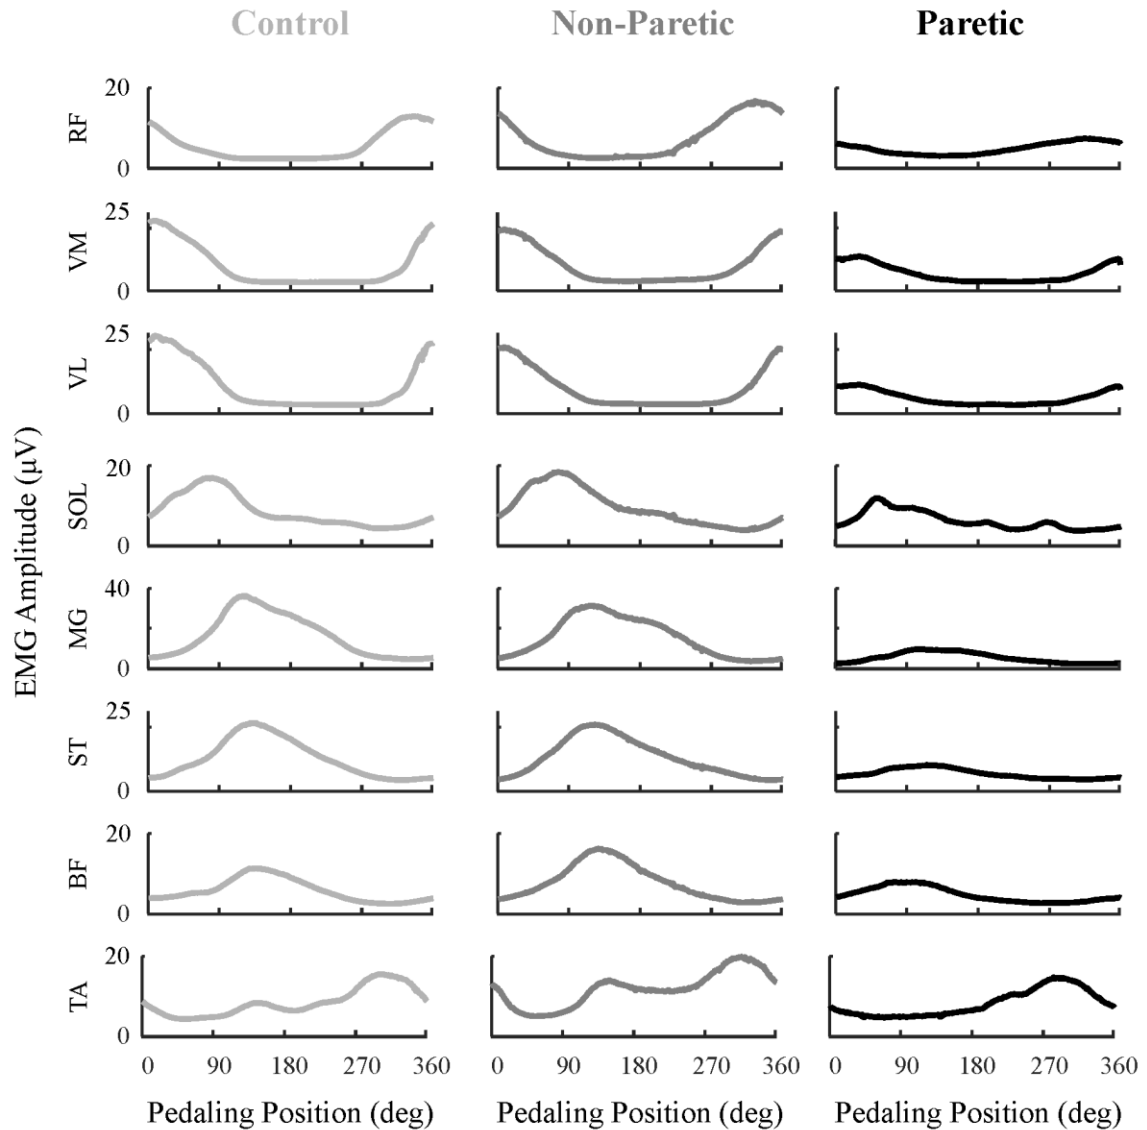 Control Non-Paretic Paretic
RF
20
0
VM
25
0
VL
25
0
SOL
20
0
MG
40
0
ST
25
0
BF
20
0
TA
20
0
EMG Amplitude (µV)
0 90 180 270 360 0 90 180 270 360 0 90 180 270 360
Pedaling Position (deg) Pedaling Position (deg) Pedaling Position (deg)